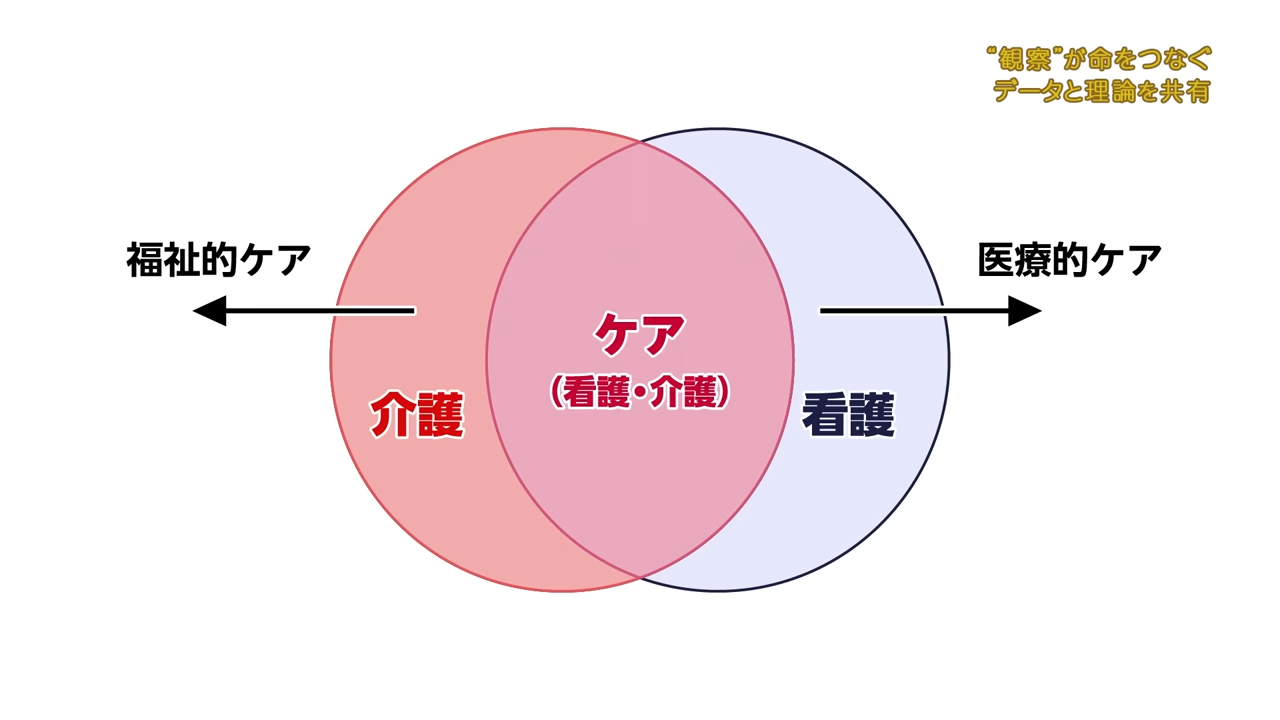 “観察”が命をつなぐ
データと理論を共有
福祉的ケア
医療的ケア
ケア
（看護・介護）
介護
看護